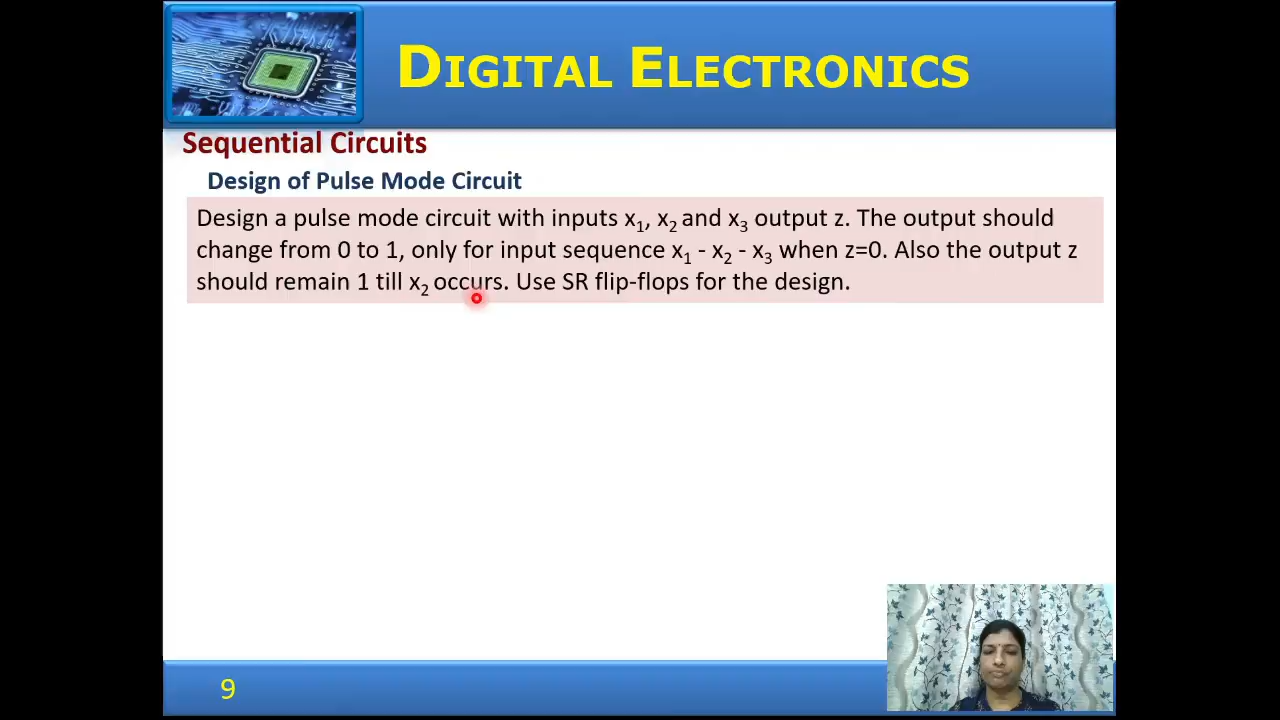 DIGITAL ELECTRONICS
Sequential Circuits
Design of Pulse Mode Circuit
Design a pulse mode circuit with inputs x₁, x₂ and x₃ output z. The output should
change from 0 to 1, only for input sequence x₁ - x₂ - x₃ when z=0. Also the output z
should remain 1 till x₂ occurs. Use SR flip-flops for the design.
9